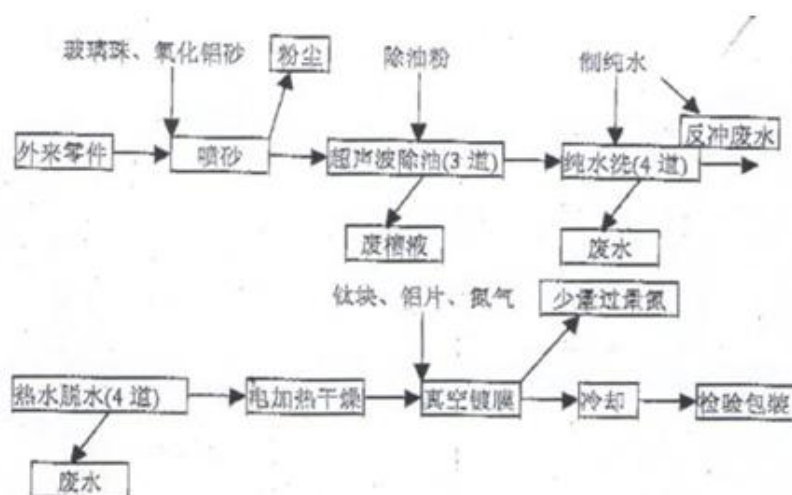 玻璃珠、氧化铝砂
粉尘
除油粉
制纯水
反冲废水
外来零件
喷砂
超声波除油(3道)
纯水洗(4道)
废槽液
废水
钛块、铝片、氮气
少量过量氮
热水脱水(4道)
电加热干燥
真空镀膜
冷却
检验包装
废水